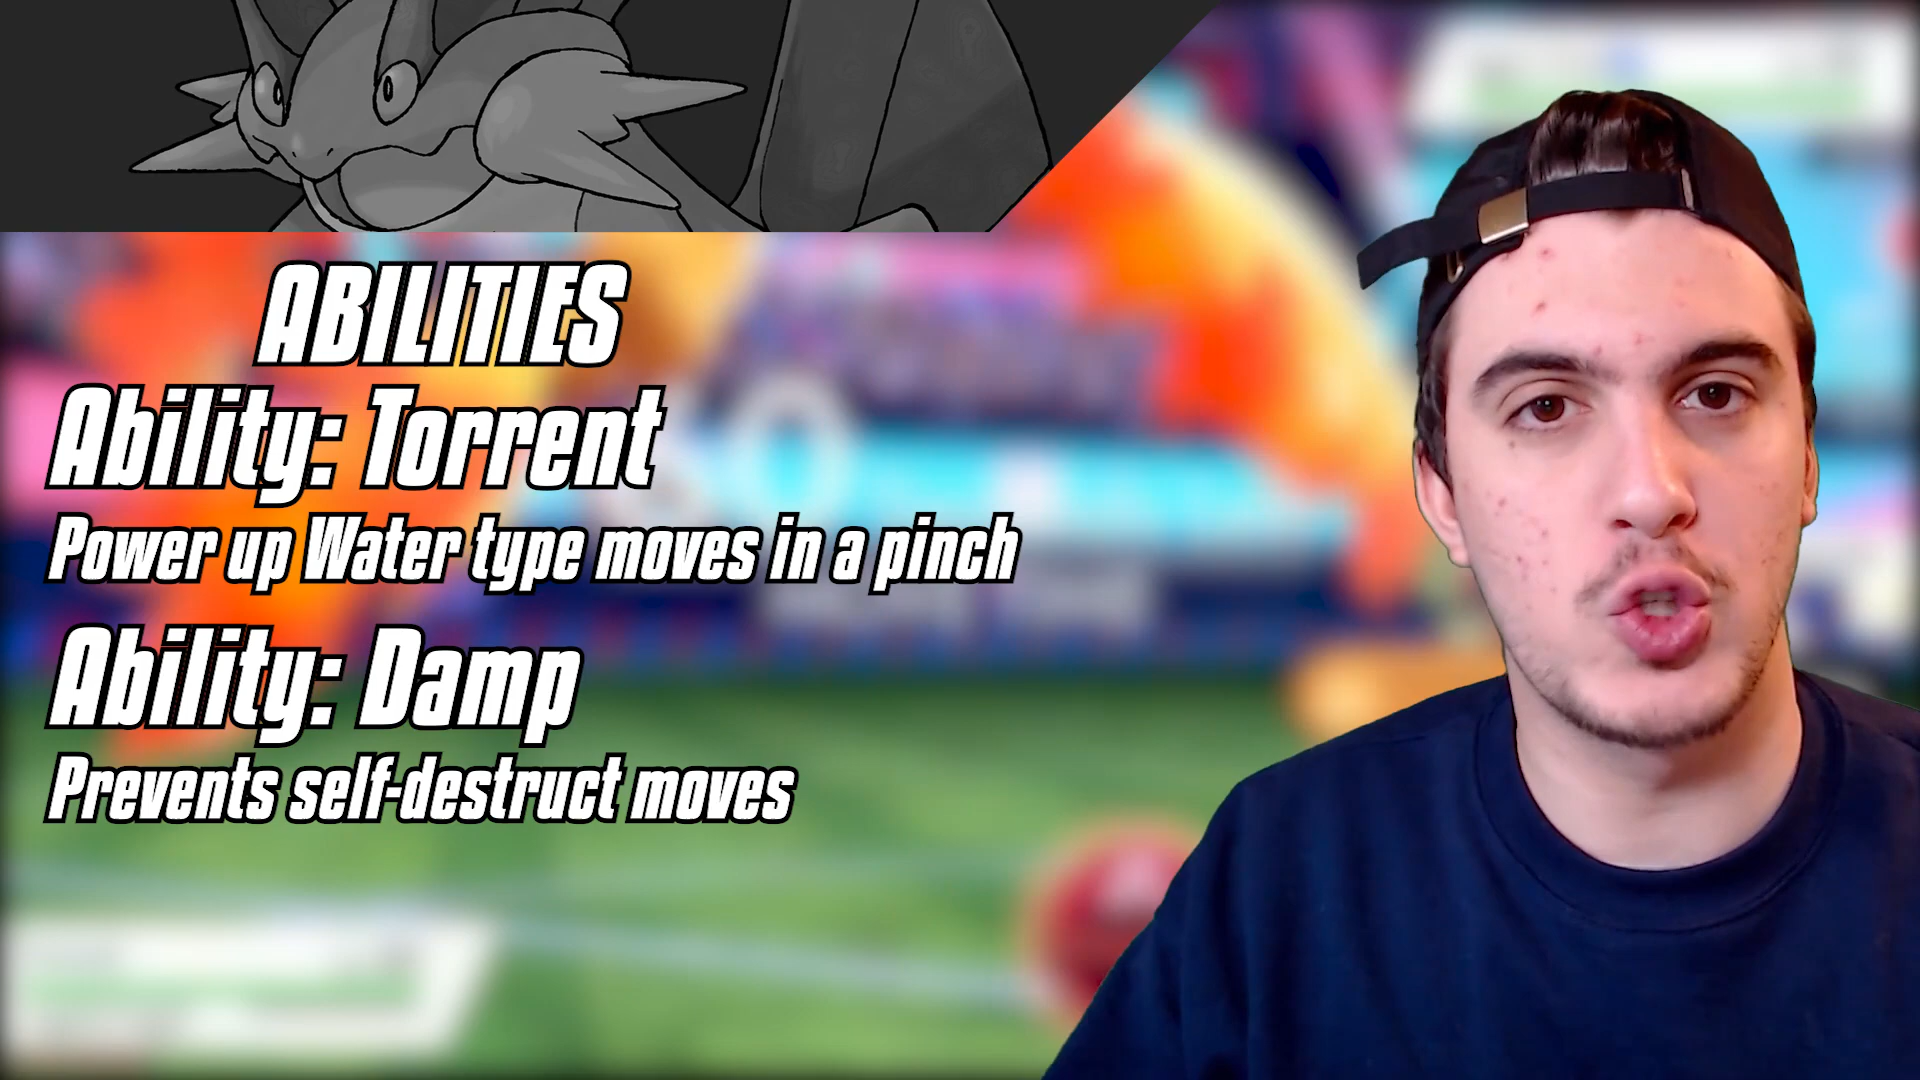 ABILITIES
Ability: Torrent
Power up Water type moves in a pinch
Ability: Damp
Prevents self-destruct moves